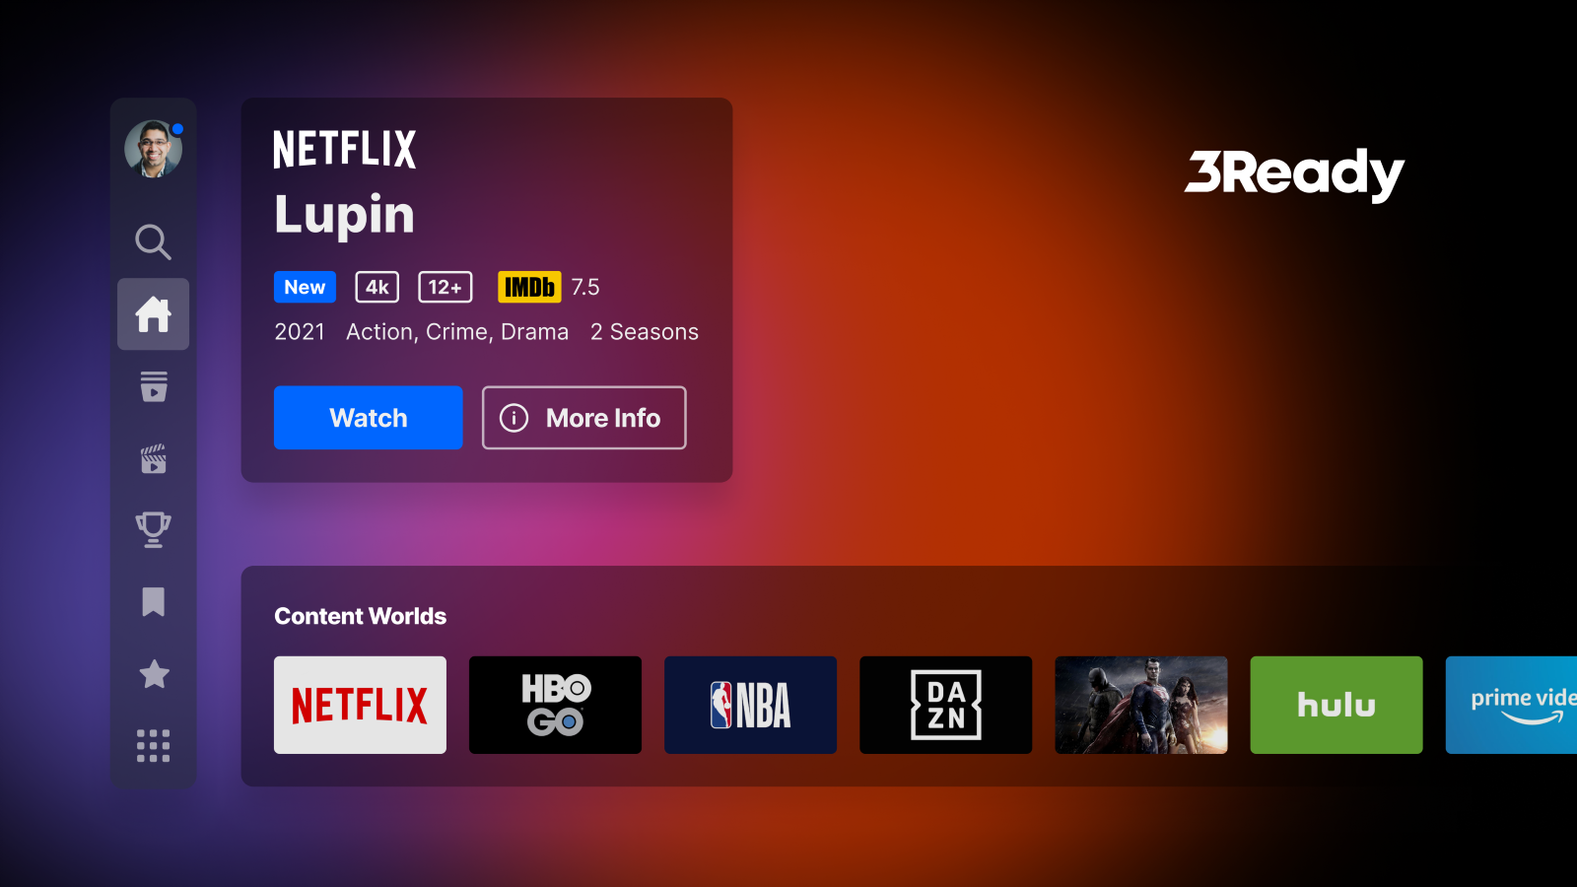 NETFLIX
3Ready
Lupin
New 4k 12+ IMDb 7.5
2021 Action, Crime, Drama 2 Seasons
Watch More Info
Content Worlds
NETFLIX
HBO
GO
NBA
DA
ZN
hulu
prime vide